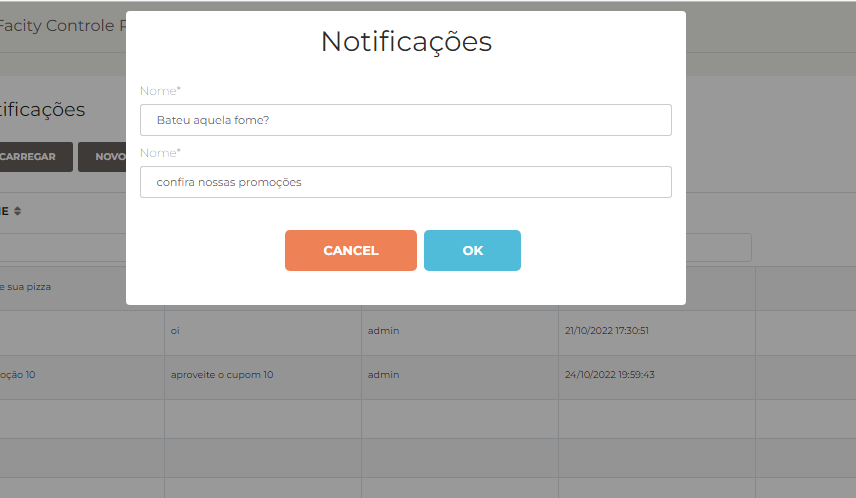 Facity Controle P
Notificações
Nome*
Bateu aquela fome?
Nome*
confira nossas promoções
CANCEL
OK
tificações
CARREGAR
NOVO
ME
e sua pizza
oi
admin
21/10/2022 17:30:51
oção 10
aproveite o cupom 10
admin
24/10/2022 19:59:43